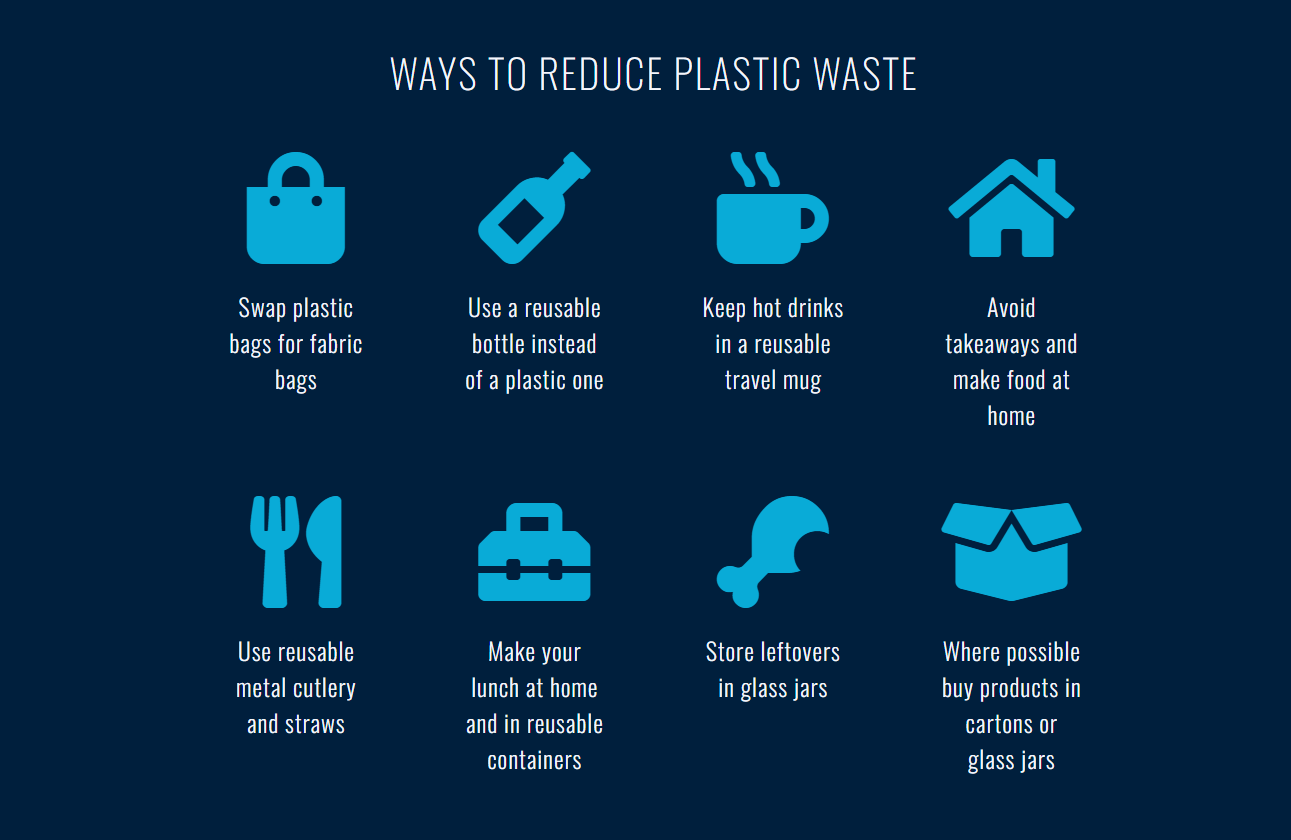 WAYS TO REDUCE PLASTIC WASTE
Swap plastic
bags for fabric
bags
Use a reusable
bottle instead
of a plastic one
Keep hot drinks
in a reusable
travel mug
Avoid
takeaways and
make food at
home
Use reusable
metal cutlery
and straws
Make your
lunch at home
and in reusable
containers
Store leftovers
in glass jars
Where possible
buy products in
cartons or
glass jars